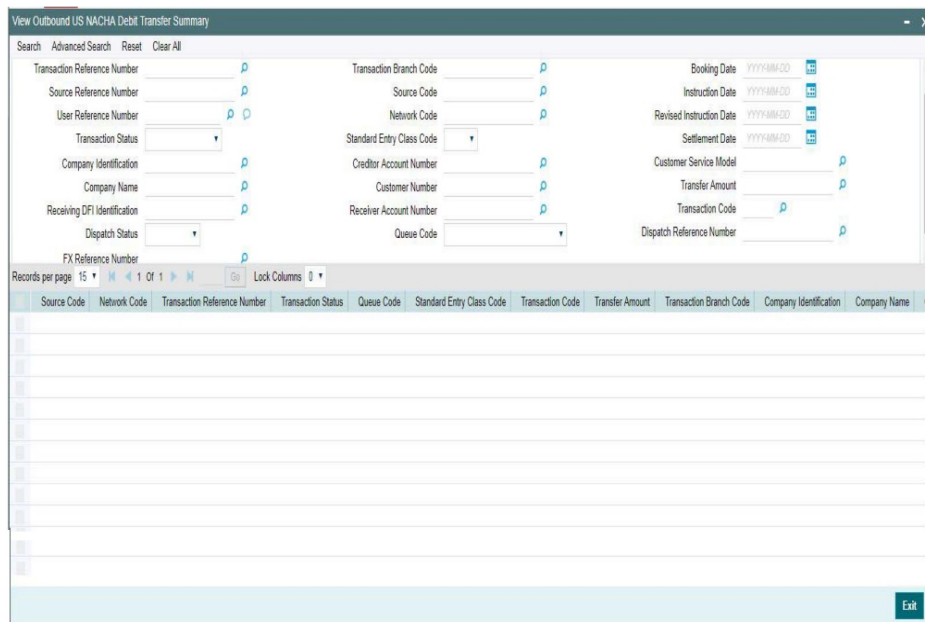 View Outbound US NACHA Debit Transfer Summary
Search Advanced Search Reset Clear All
Transaction Reference Number Transaction Branch Code Booking Date YYYY-MM-DD
Source Reference Number Source Code Instruction Date YYYY-MM-DD
User Reference Number Network Code Revised Instruction Date YYYY-MM-DD
Transaction Status Standard Entry Class Code Settlement Date YYYY-MM-DD
Company Identification Creditor Account Number Customer Service Model
Company Name Customer Number Transfer Amount
Receiving DFI Identification Receiver Account Number Transaction Code
Dispatch Status Queue Code Dispatch Reference Number
FX Reference Number
Records per page 15 1 Of 1 Go Lock Columns 0
Source Code Network Code Transaction Reference Number Transaction Status Queue Code Standard Entry Class Code Transaction Code Transfer Amount Transaction Branch Code Company Identification Company Name
Exit